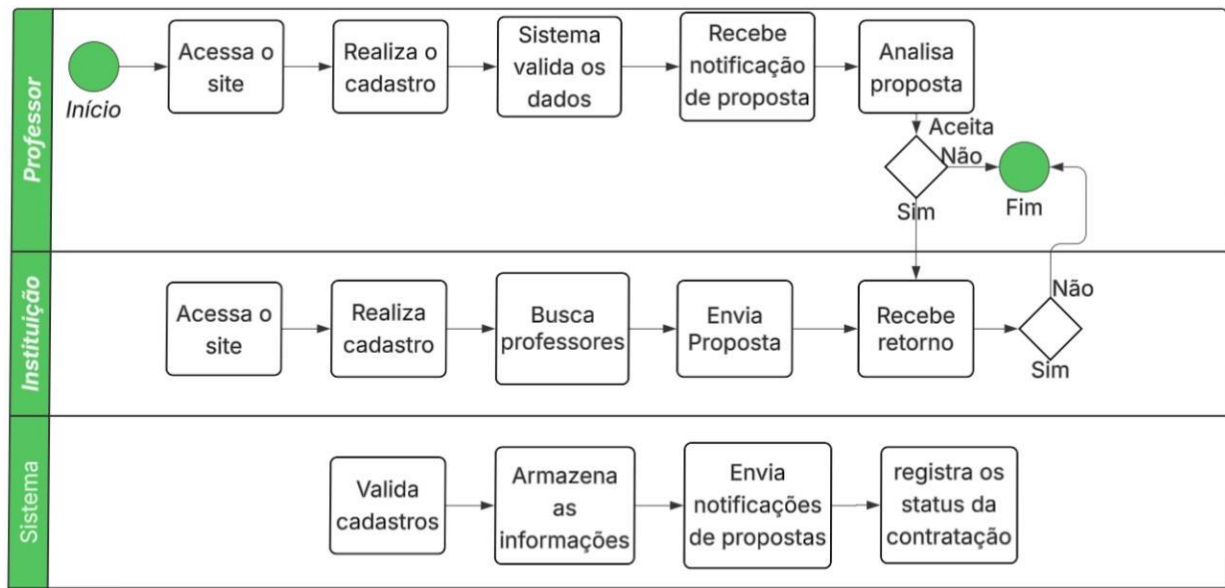 Professor
Início
Acessa o
site
Realiza o
cadastro
Sistema
valida os
dados
Recebe
notificação
de proposta
Analisa
proposta
Aceita
Não
Sim
Fim
Instituição
Acessa o
site
Realiza
cadastro
Busca
professores
Envia
Proposta
Recebe
retorno
Não
Sim
Sistema
Valida
cadastros
Armazena
as
informações
Envia
notificações
de propostas
registra os
status da
contratação